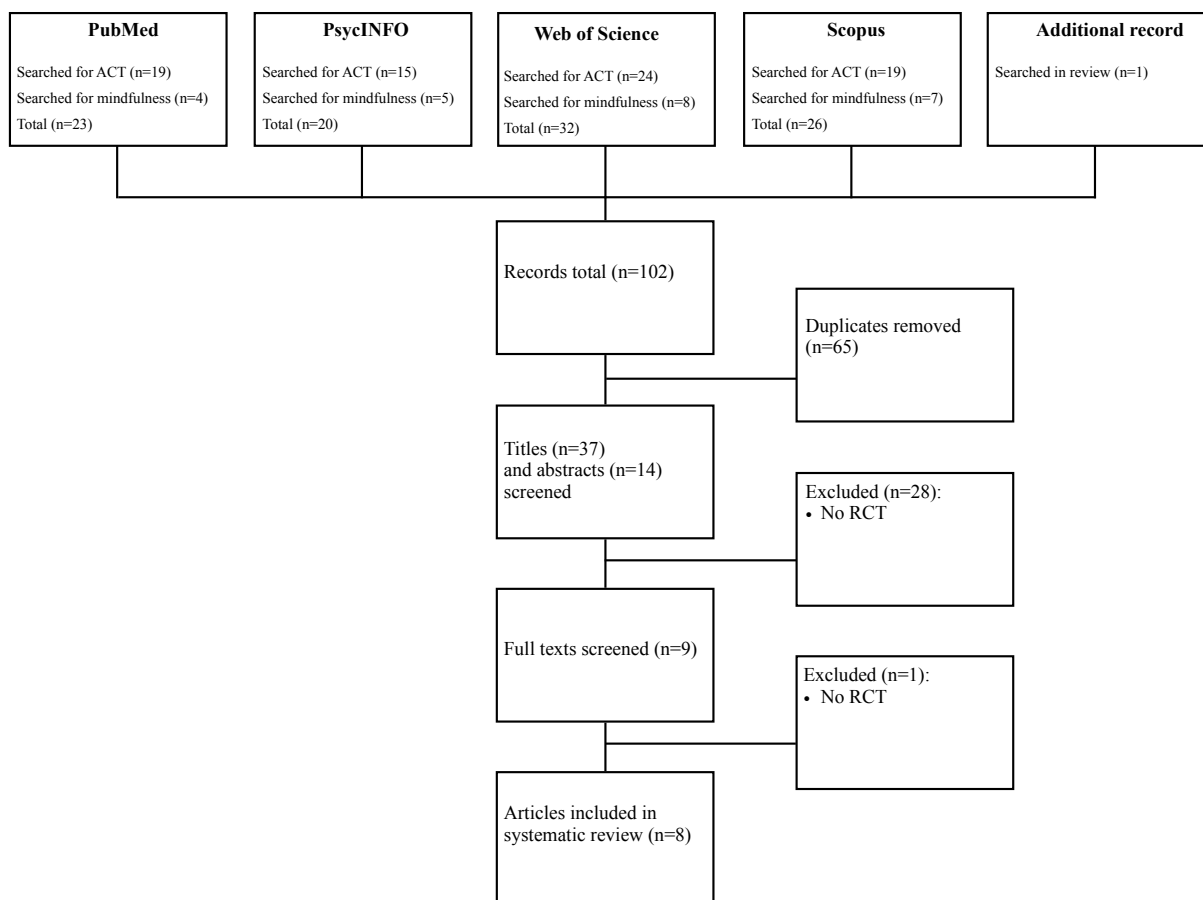 PubMed
Searched for ACT (n=19)
Searched for mindfulness (n=4)
Total (n=23)
PsycINFO
Searched for ACT (n=15)
Searched for mindfulness (n=5)
Total (n=20)
Web of Science
Searched for ACT (n=24)
Searched for mindfulness (n=8)
Total (n=32)
Scopus
Searched for ACT (n=19)
Searched for mindfulness (n=7)
Total (n=26)
Additional record
Searched in review (n=1)
Records total (n=102)
Duplicates removed
(n=65)
Titles (n=37)
and abstracts (n=14)
screened
Excluded (n=28):
• No RCT
Full texts screened (n=9)
Excluded (n=1):
• No RCT
Articles included in
systematic review (n=8)